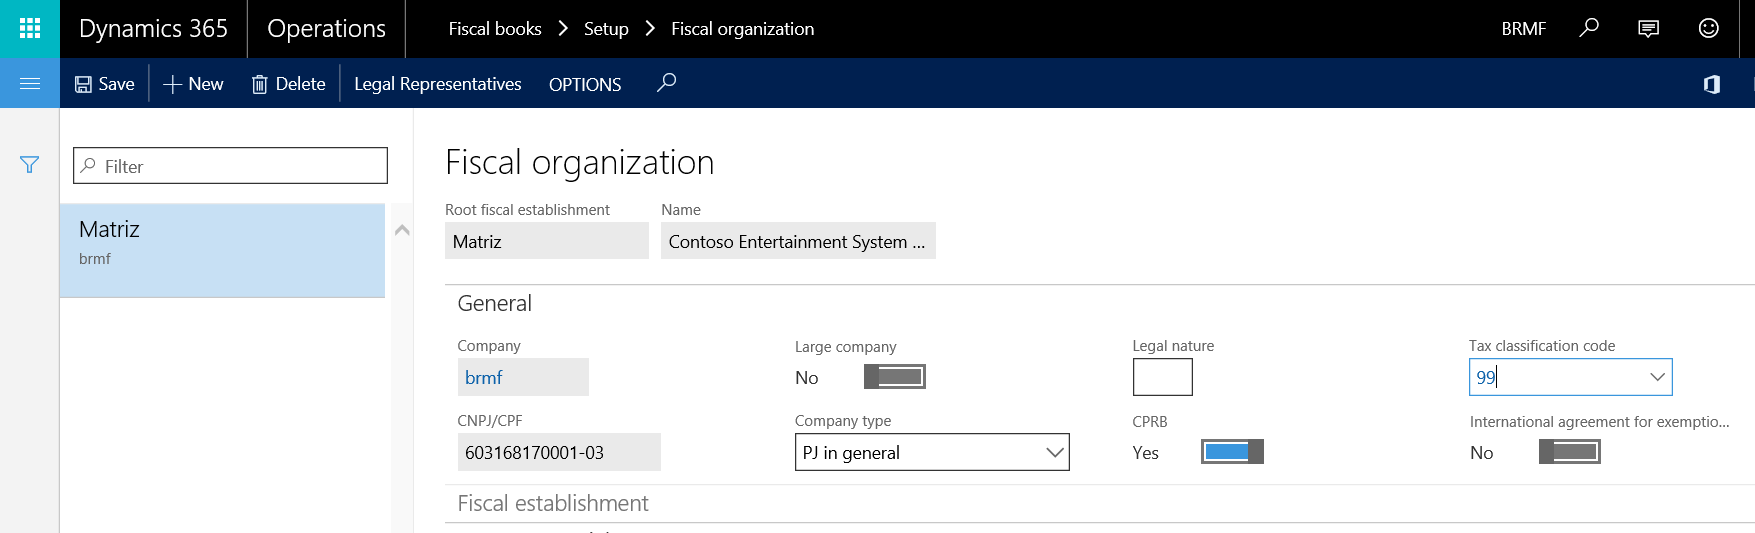 Dynamics 365 Operations Fiscal books > Setup > Fiscal organization BRMF
Save New Delete Legal Representatives OPTIONS
Filter
Matriz
brmf
Fiscal organization
Root fiscal establishment Name
Matriz Contoso Entertainment System ...
General
Company Large company Legal nature Tax classification code
brmf No 99
CNPJ/CPF Company type CPRB International agreement for exemptio...
603168170001-03 PJ in general Yes No
Fiscal establishment